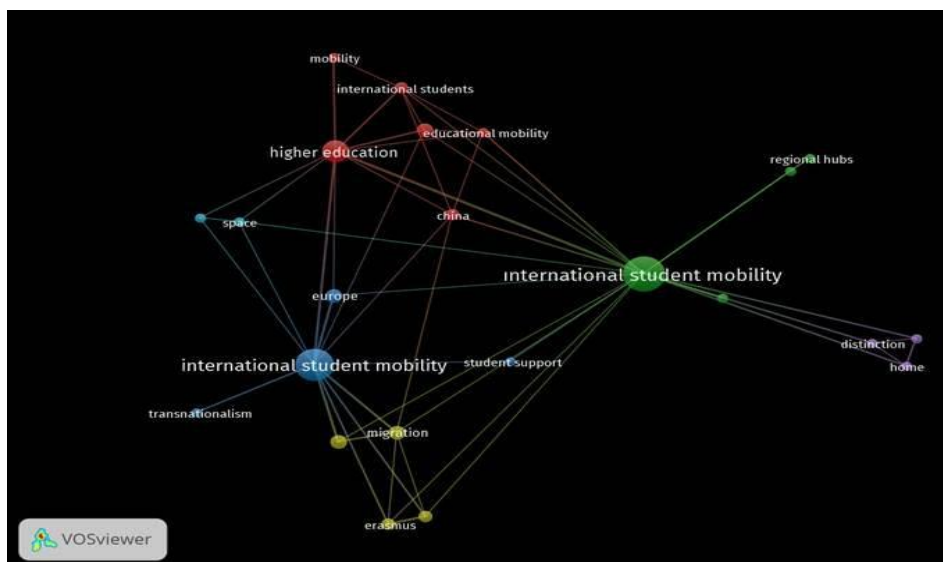 mobility
international students
educational mobility
higher education
regional hubs
china
space
international student mobility
europe
distinction
student support
home
international student mobility
transnationalism
migration
erasmus
VOSviewer